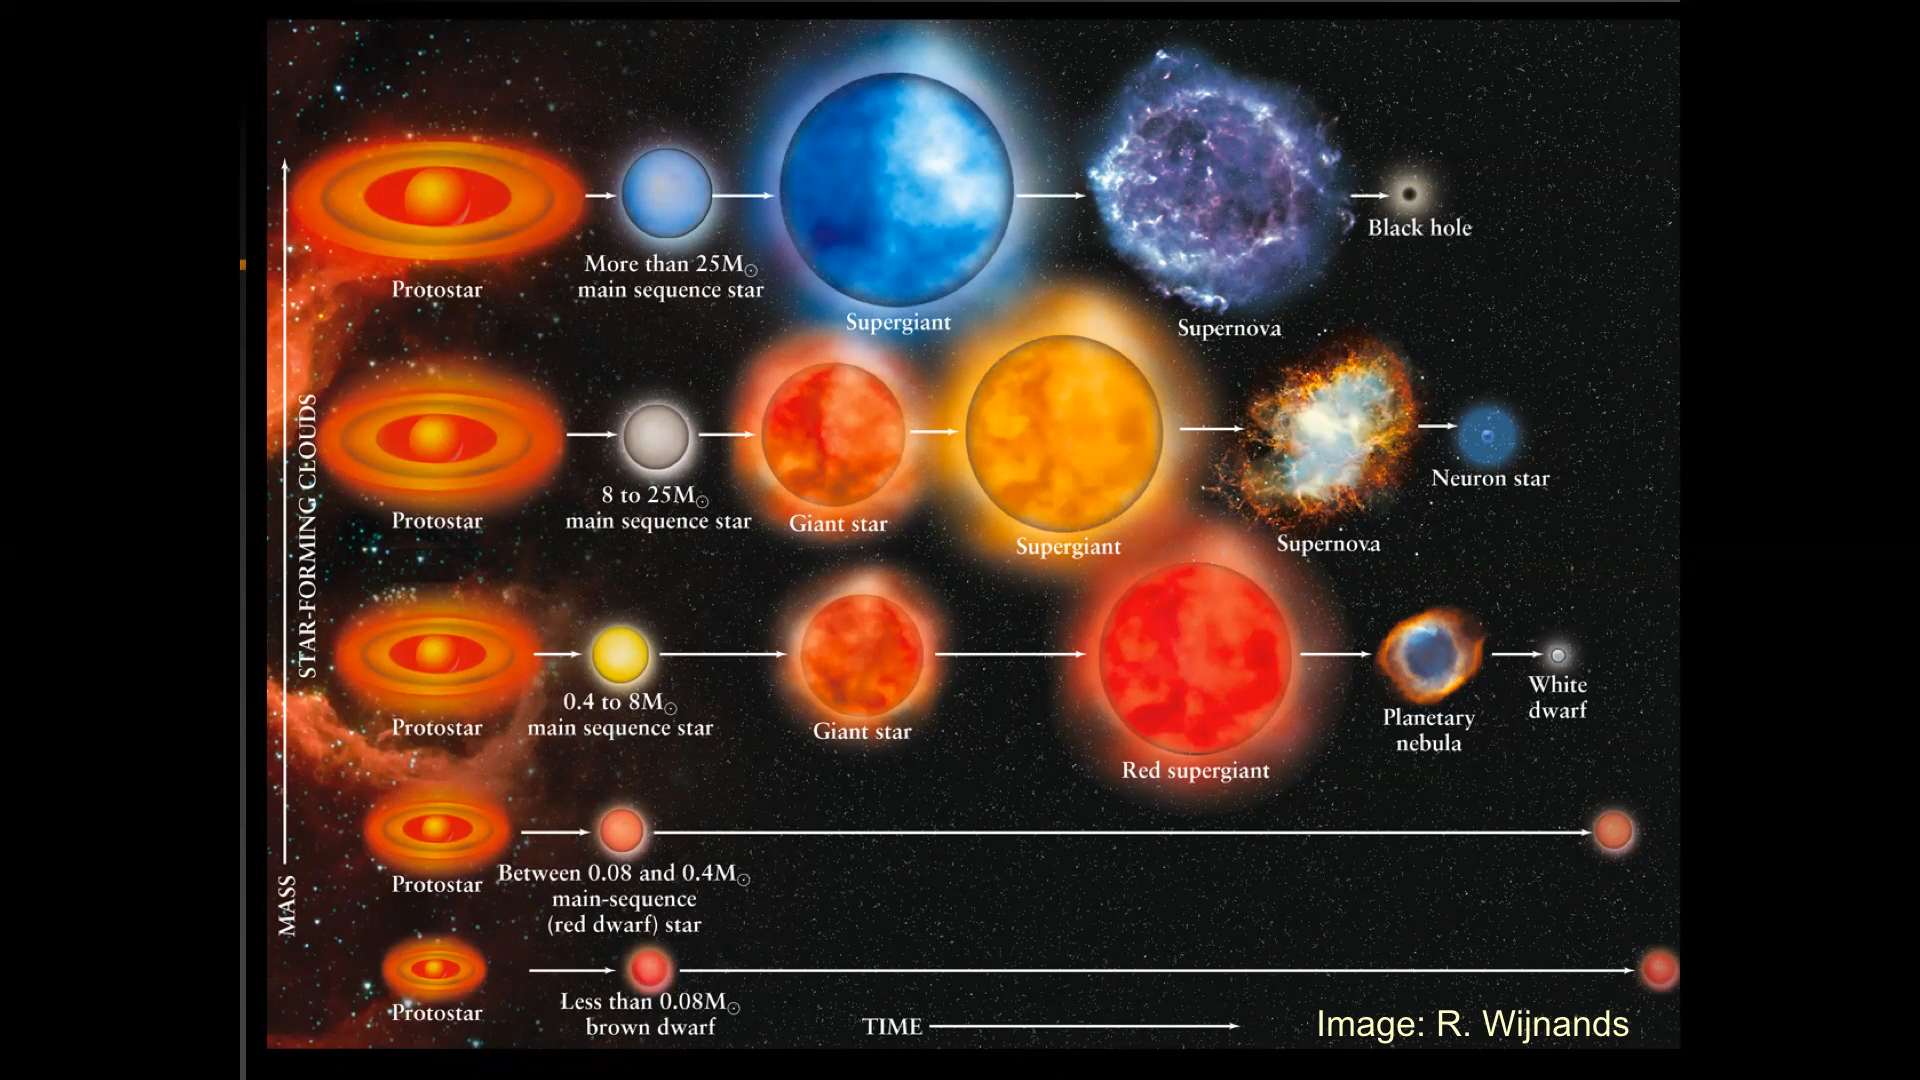 Protostar
More than 25M☉
main sequence star
Supergiant
Supernova
Black hole
STAR-FORMING CLOUDS
Protostar
8 to 25M☉
main sequence star
Giant star
Supergiant
Supernova
Neuron star
Protostar
0.4 to 8M☉
main sequence star
Giant star
Red supergiant
Planetary
nebula
White
dwarf
MASS
Protostar
Between 0.08 and 0.4M☉
main-sequence
(red dwarf) star
Protostar
Less than 0.08M☉
brown dwarf
TIME
Image: R. Wijnands